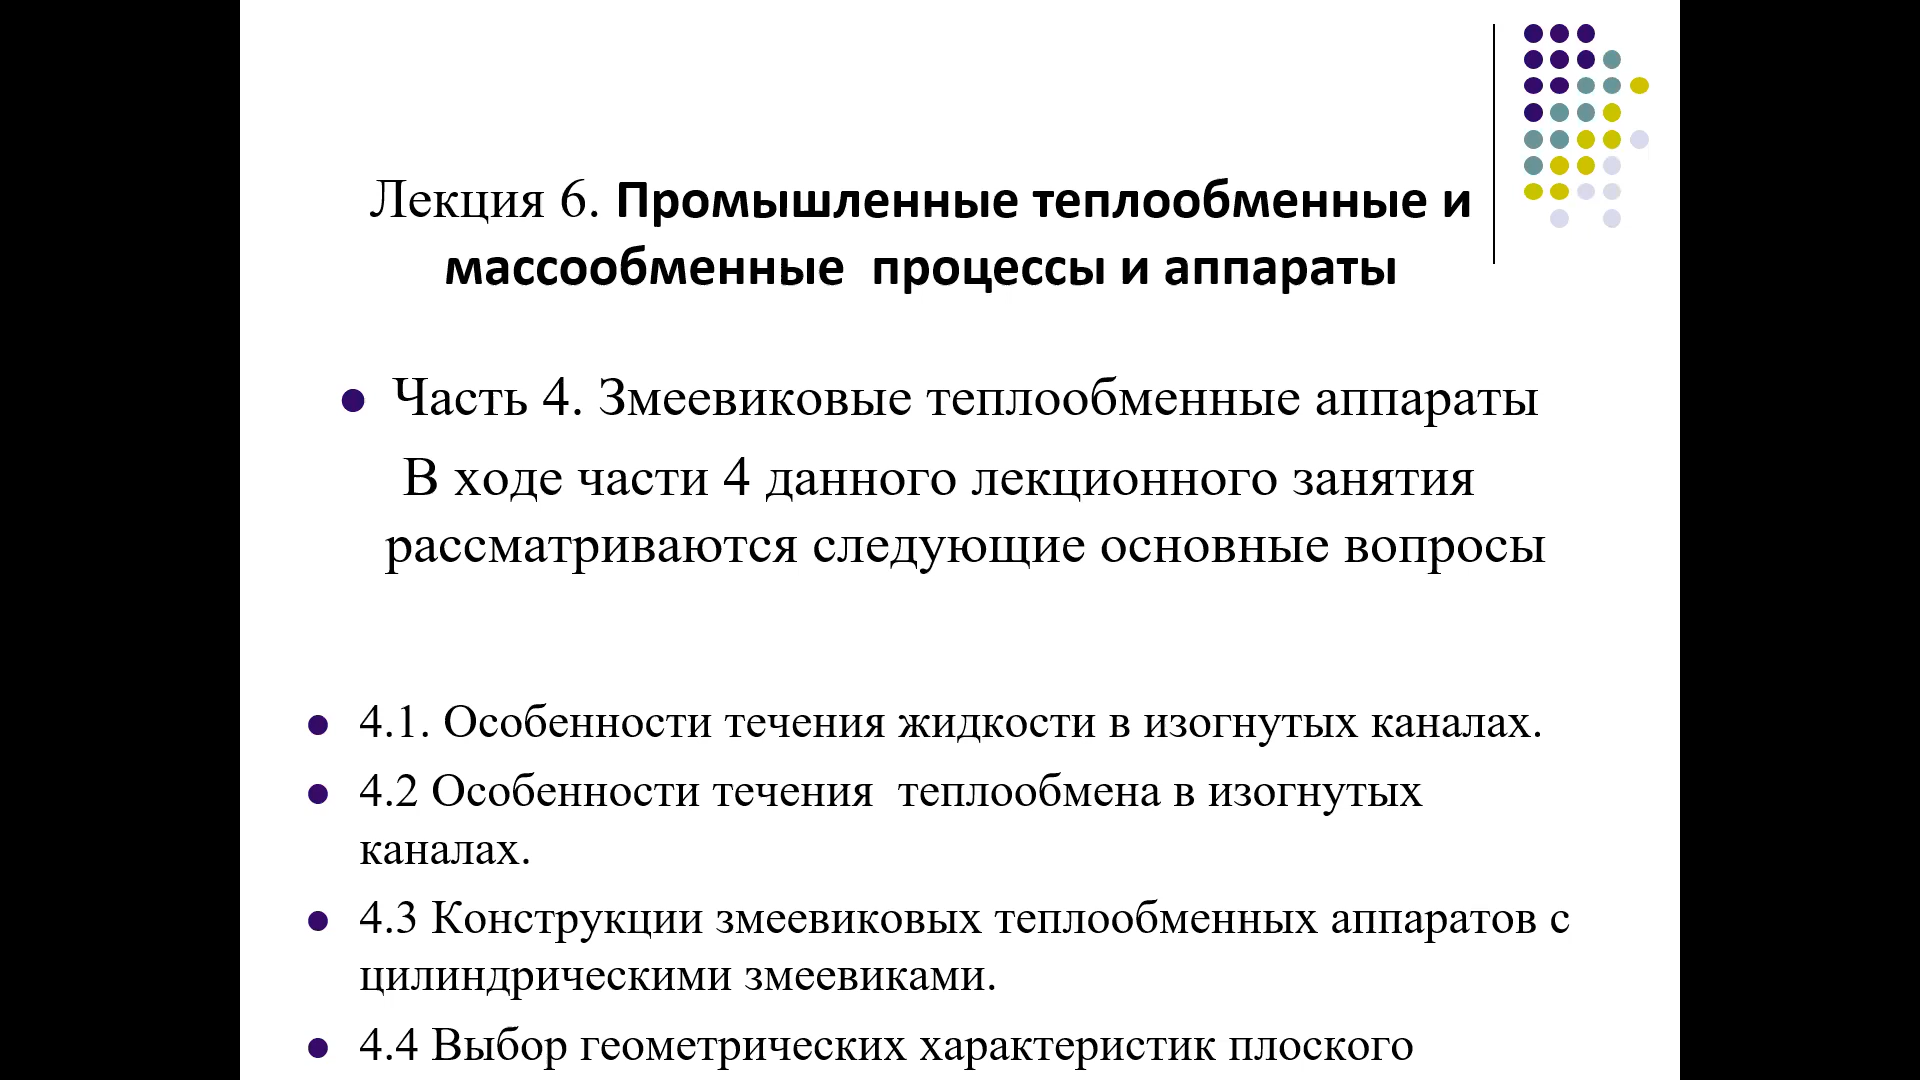 Лекция 6. Промышленные теплообменные и
массообменные  процессы и аппараты
Часть 4. Змеевиковые теплообменные аппараты
В ходе части 4 данного лекционного занятия
рассматриваются следующие основные вопросы
4.1. Особенности течения жидкости в изогнутых каналах.
4.2 Особенности течения  теплообмена в изогнутых
каналах.
4.3 Конструкции змеевиковых теплообменных аппаратов с
цилиндрическими змеевиками.
4.4 Выбор геометрических характеристик плоского